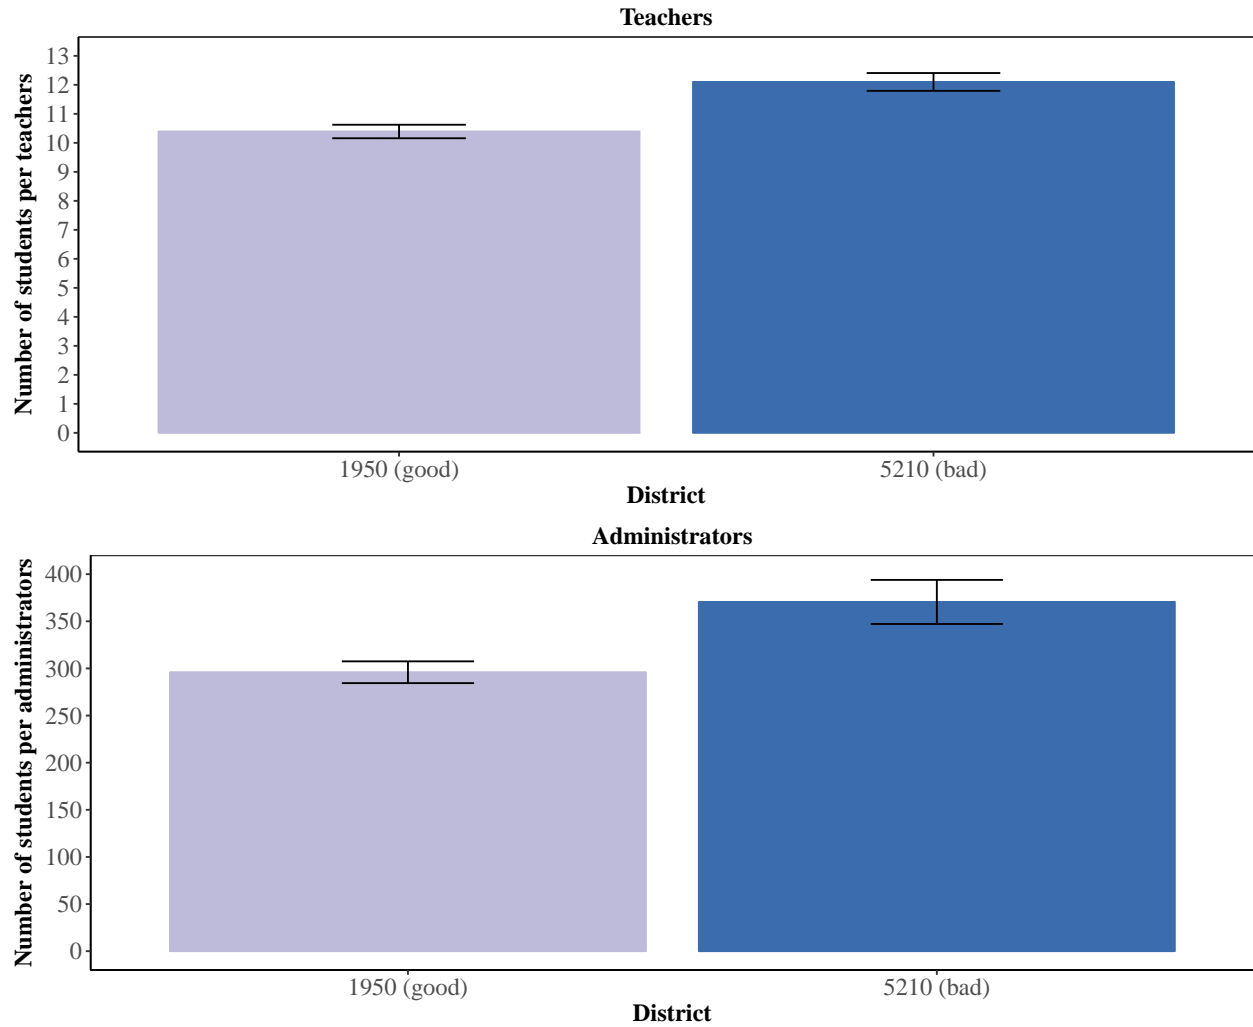 Teachers
Number of students per teachers
13
12
11
10
9
8
7
6
5
4
3
2
1
0
1950 (good)
5210 (bad)
District
Administrators
Number of students per administrators
400
350
300
250
200
150
100
50
0
1950 (good)
5210 (bad)
District